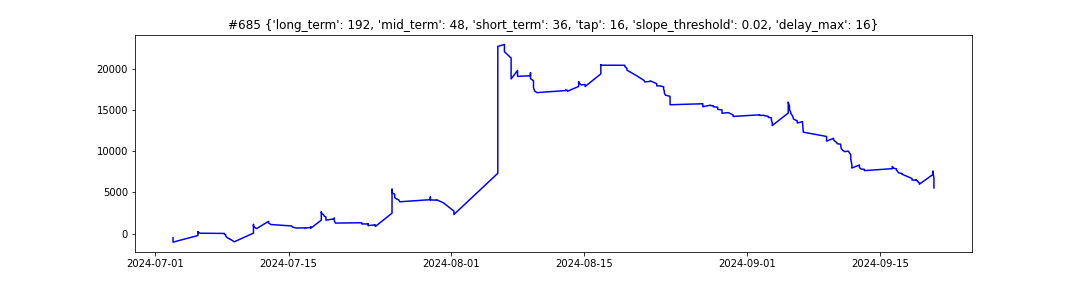 #685 {'long_term': 192, 'mid_term': 48, 'short_term': 36, 'tap': 16, 'slope_threshold': 0.02, 'delay_max': 16}
20000
15000
10000
5000
0
2024-07-01 2024-07-15 2024-08-01 2024-08-15 2024-09-01 2024-09-15